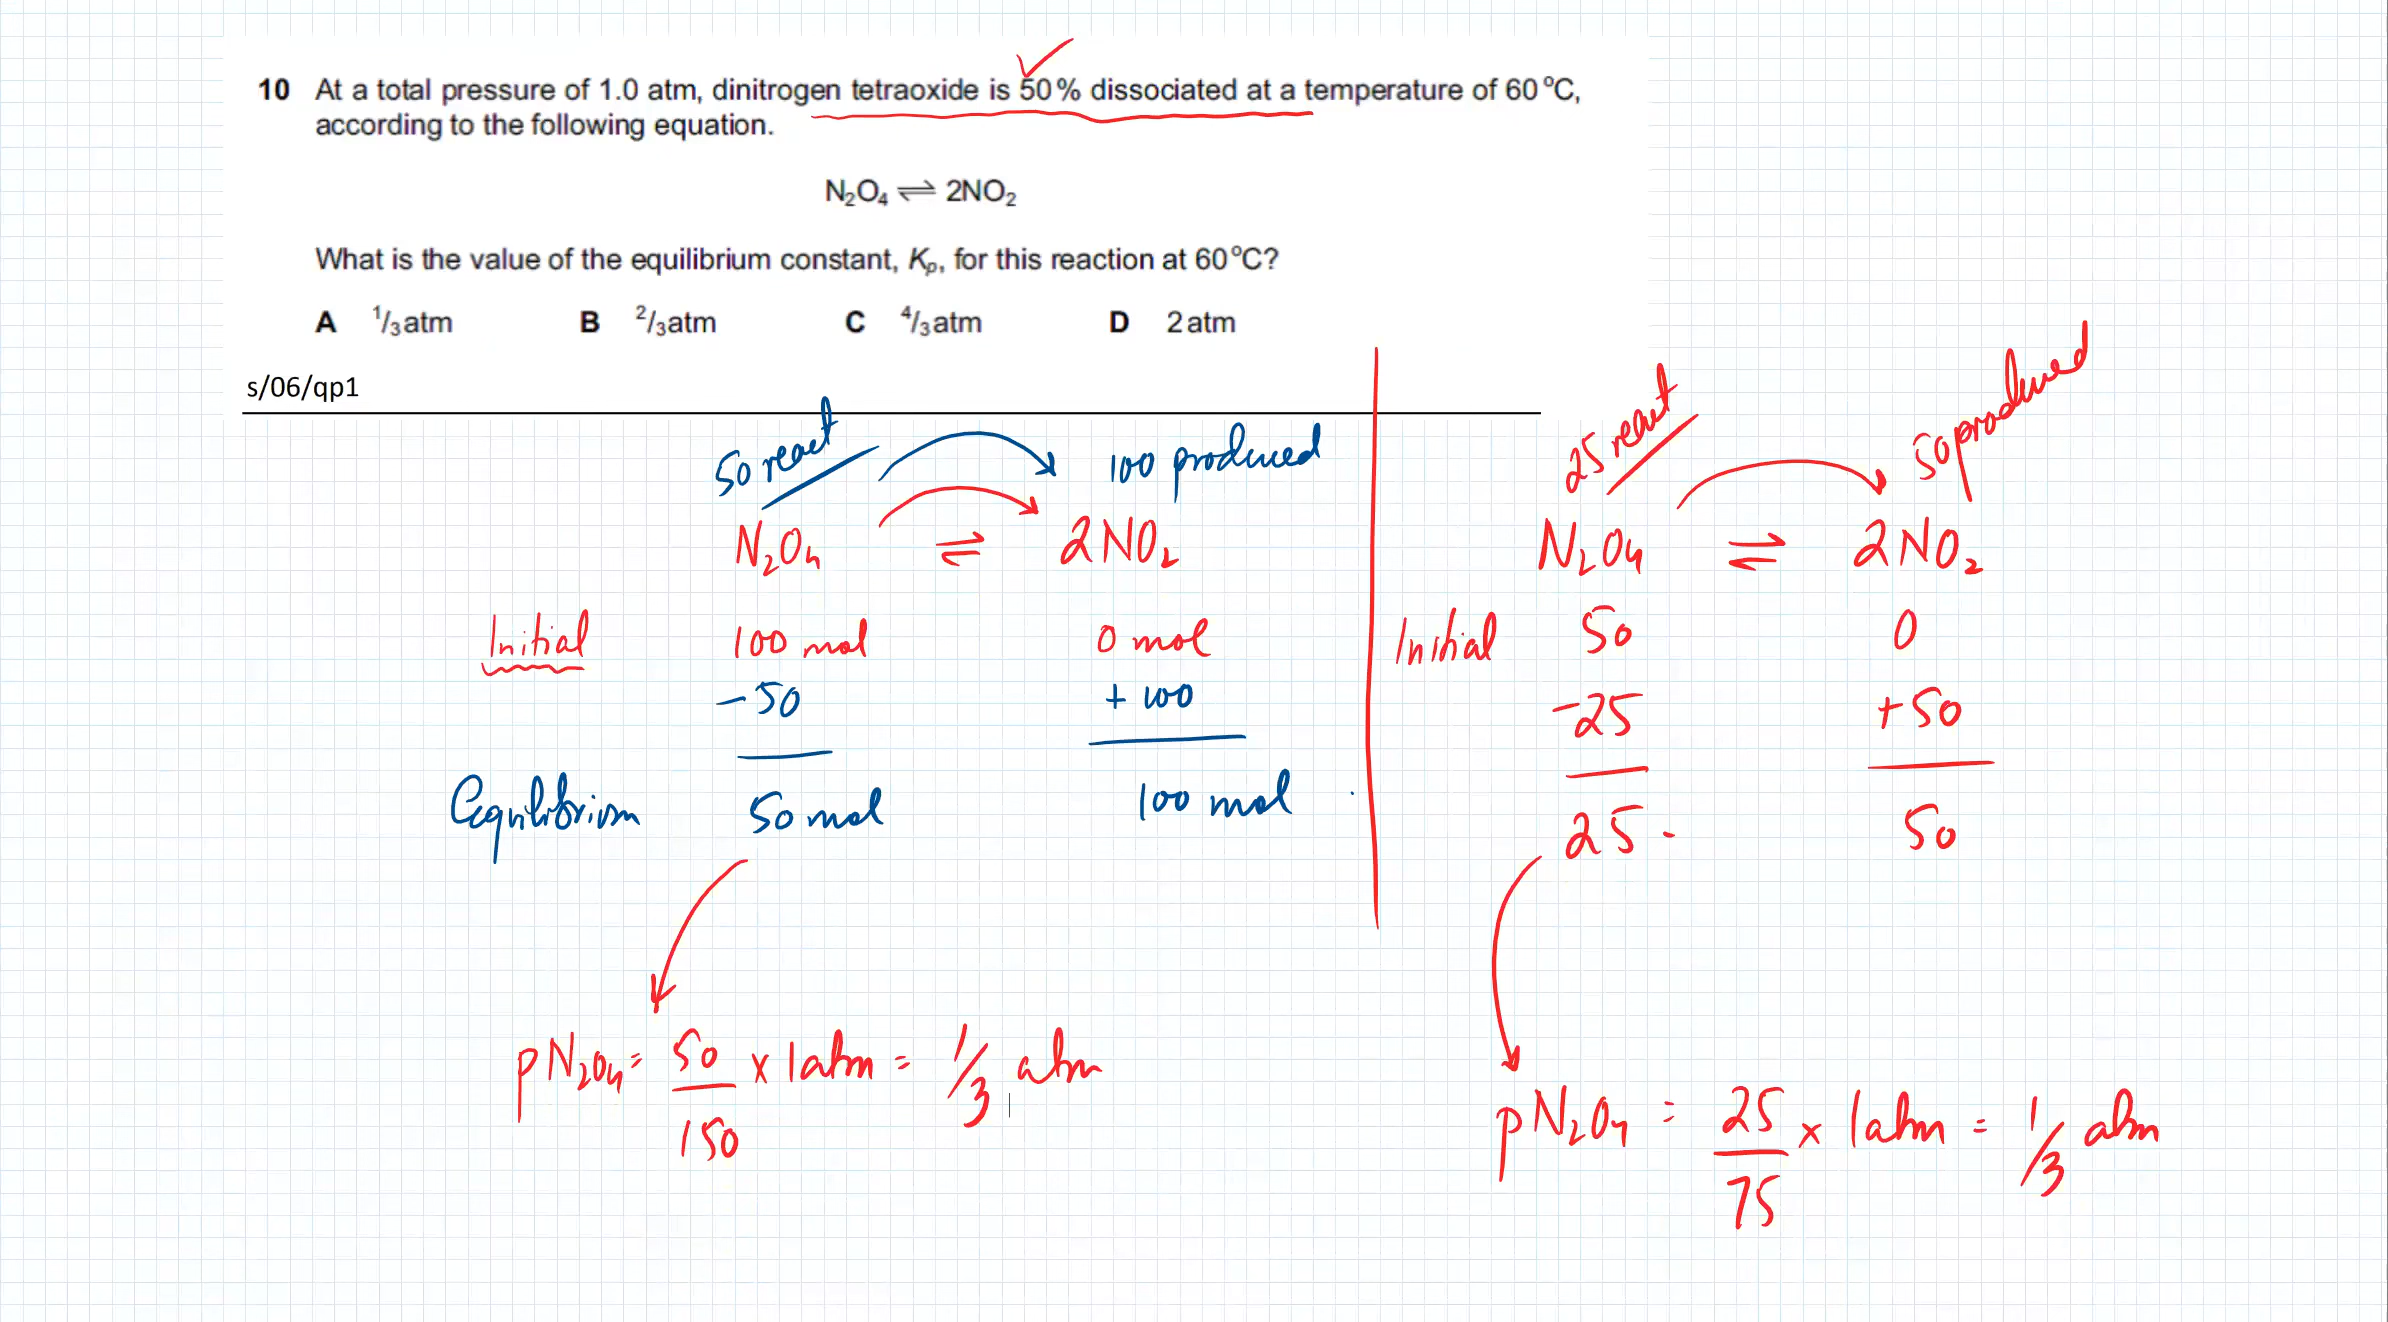 10 At a total pressure of 1.0 atm, dinitrogen tetraoxide is 50% dissociated at a temperature of 60 °C,
according to the following equation.
N₂O₄ ⇌ 2NO₂
What is the value of the equilibrium constant, Kₚ, for this reaction at 60 °C?
A ¹/₃ atm B ²/₃ atm C ⁴/₃ atm D 2 atm
s/06/qp1
50 react 100 produced
N₂O₄ ⇌ 2NO₂
Initial 100 mol 0 mol
-50 +100
Equilibrium 50 mol 100 mol
pN₂O₄ = 50/150 × 1atm = 1/3 atm
25 react 50 produced
N₂O₄ ⇌ 2NO₂
Initial 50 0
-25 +50
25 50
pN₂O₄ = 25/75 × 1atm = 1/3 atm